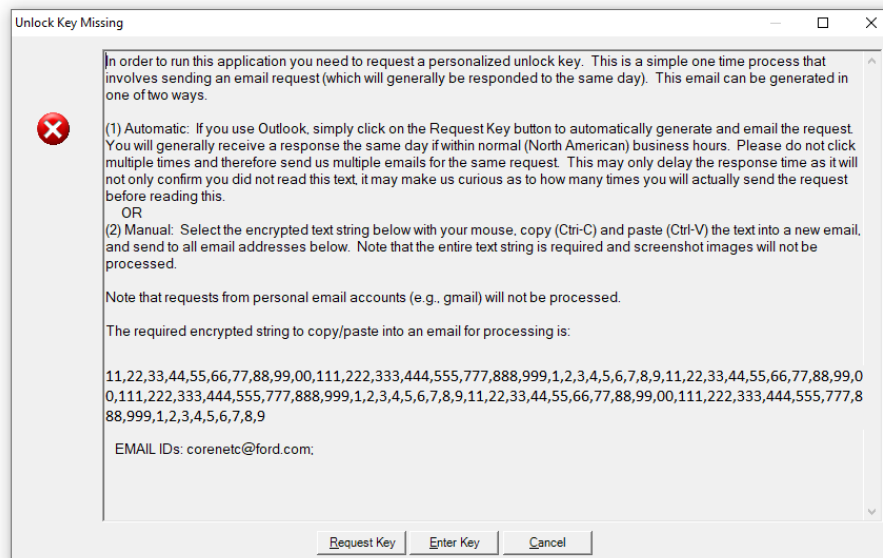 Unlock Key Missing
In order to run this application you need to request a personalized unlock key.  This is a simple one time process that
involves sending an email request (which will generally be responded to the same day).  This email can be generated in
one of two ways.
(1) Automatic:  If you use Outlook, simply click on the Request Key button to automatically generate and email the request.
You will generally receive a response the same day if within normal (North American) business hours.  Please do not click
multiple times and therefore send us multiple emails for the same request.  This may only delay the response time as it will
not only confirm you did not read this text, it may make us curious as to how many times you will actually send the request
before reading this.
OR
(2) Manual:  Select the encrypted text string below with your mouse, copy (Ctrl-C) and paste (Ctrl-V) the text into a new email,
and send to all email addresses below.  Note that the entire text string is required and screenshot images will not be
processed.
Note that requests from personal email accounts (e.g., gmail) will not be processed.
The required encrypted string to copy/paste into an email for processing is:
11,22,33,44,55,66,77,88,99,00,111,222,333,444,555,777,888,999,1,2,3,4,5,6,7,8,9,11,22,33,44,55,66,77,88,99,0
0,111,222,333,444,555,777,888,999,1,2,3,4,5,6,7,8,9,11,22,33,44,55,66,77,88,99,00,111,222,333,444,555,777,8
88,999,1,2,3,4,5,6,7,8,9
EMAIL IDs: corenetc@ford.com;
Request Key Enter Key Cancel